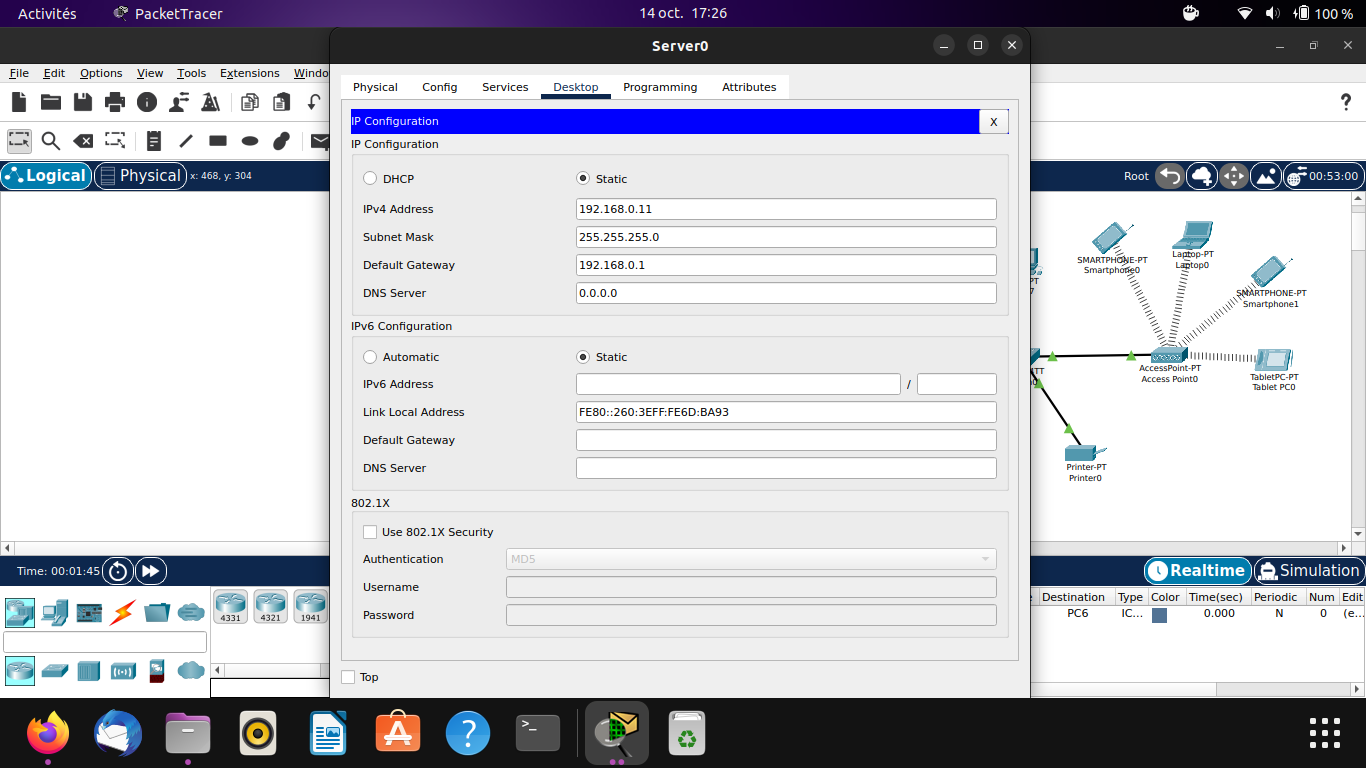 Activités PacketTracer 14 oct. 17:26 100 %
Server0
File Edit Options View Tools Extensions Windo
Physical Config Services Desktop Programming Attributes
IP Configuration X
IP Configuration
DHCP Static
IPv4 Address 192.168.0.11
Subnet Mask 255.255.255.0
Default Gateway 192.168.0.1
DNS Server 0.0.0.0
IPv6 Configuration
Automatic Static
IPv6 Address /
Link Local Address FE80::260:3EFF:FE6D:BA93
Default Gateway
DNS Server
802.1X
Use 802.1X Security
Authentication MD5
Username
Password
Top
?
Logical Physical x: 468, y: 304
Root 00:53:00
SMARTPHONE-PT
Smartphone0
Laptop-PT
Laptop0
SMARTPHONE-PT
Smartphone1
PT
7
AccessPoint-PT
Access Point0
TabletPC-PT
Tablet PC0
Printer-PT
Printer0
Time: 00:01:45
Realtime Simulation
4331 4321 1941
Destination Type Color Time(sec) Periodic Num Edit
PC6 IC... 0.000 N 0 (e...
?
>_